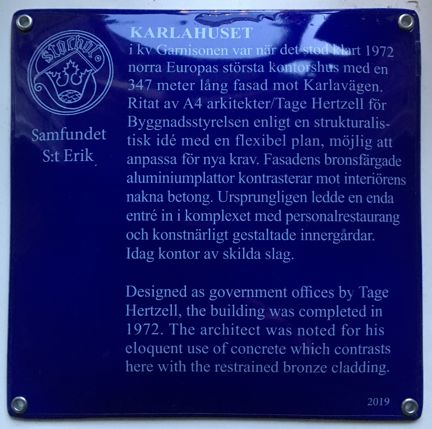 storhol
Samfundet
S:t Erik
KARLAHUSET
i kv Garnisonen var när det stod klart 1972
norra Europas största kontorshus med en
347 meter lång fasad mot Karlavägen.
Ritat av A4 arkitekter/Tage Hertzell för
Byggnadsstyrelsen enligt en strukturalis-
tisk idé med en flexibel plan, möjlig att
anpassa för nya krav. Fasadens bronsfärgade
aluminiumplattor kontrasterar mot interiörens
nakna betong. Ursprungligen ledde en enda
entré in i komplexet med personalrestaurang
och konstnärligt gestaltade innergårdar.
Idag kontor av skilda slag.
Designed as government offices by Tage
Hertzell, the building was completed in
1972. The architect was noted for his
eloquent use of concrete which contrasts
here with the restrained bronze cladding.
2019